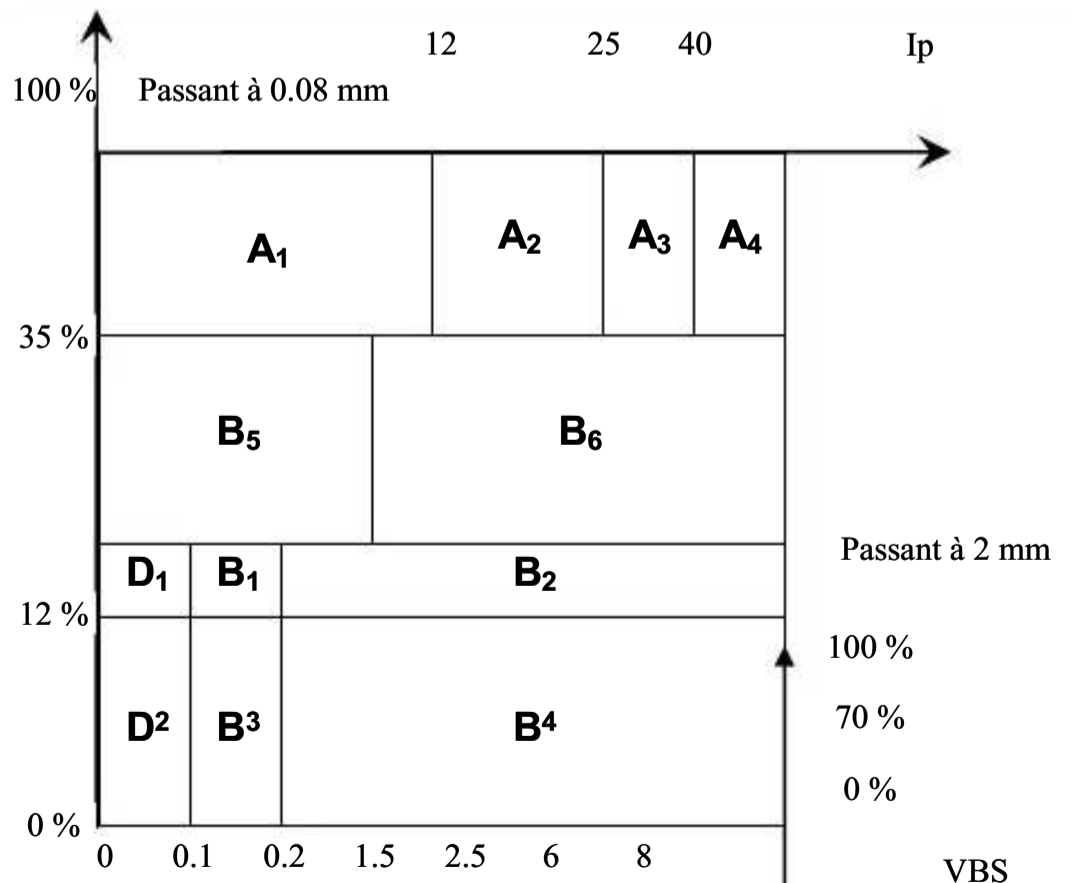 12 25 40 Ip
100 % Passant à 0.08 mm
A₁ A₂ A₃ A₄
35 %
B₅ B₆
Passant à 2 mm
D₁ B₁ B₂
12 %
100 %
70 %
D² B³ B⁴
0 %
0 %
0 0.1 0.2 1.5 2.5 6 8 VBS